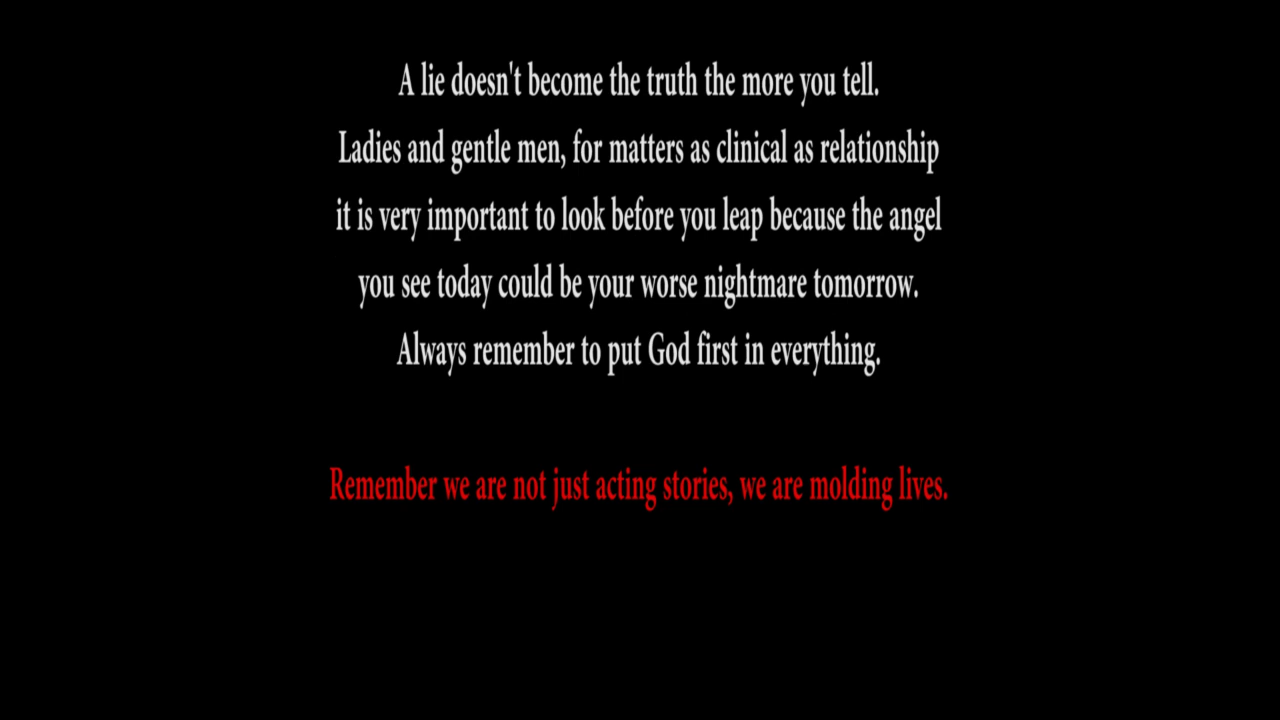 A lie doesn't become the truth the more you tell.
Ladies and gentle men, for matters as clinical as relationship
it is very important to look before you leap because the angel
you see today could be your worse nightmare tomorrow.
Always remember to put God first in everything.
Remember we are not just acting stories, we are molding lives.